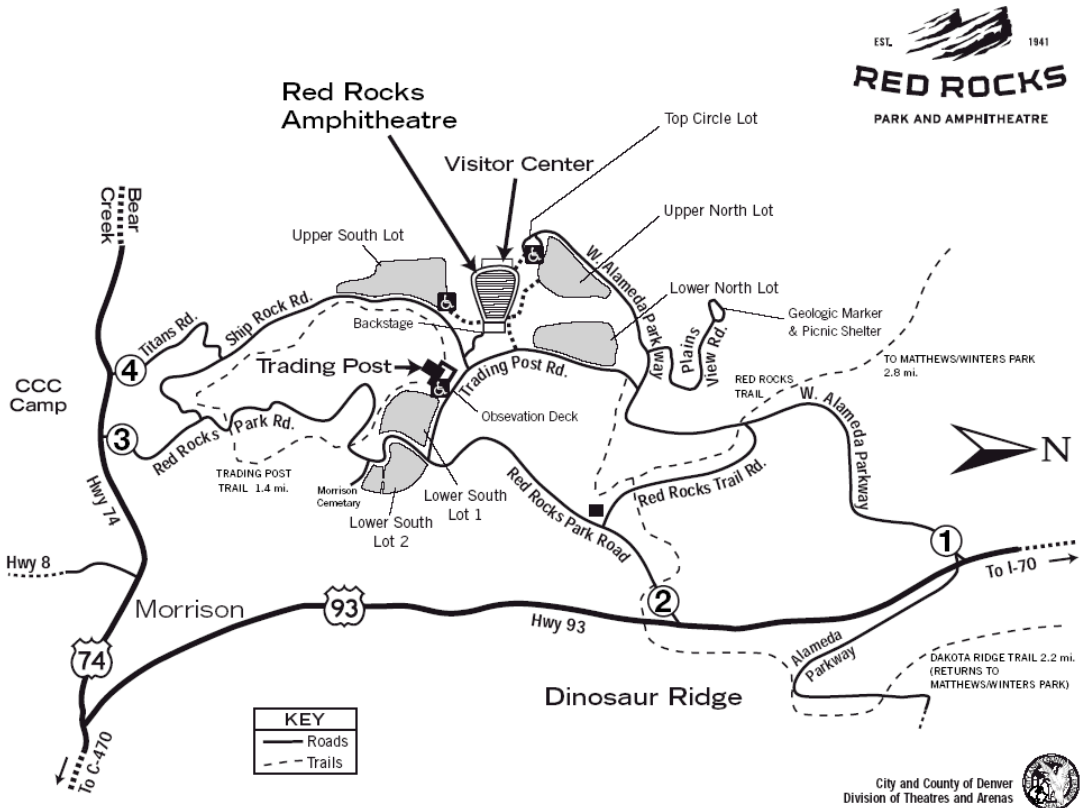 EST. 1941
RED ROCKS
PARK AND AMPHITHEATRE
Red Rocks
Amphitheatre
Top Circle Lot
Visitor Center
Bear
Creek
Upper North Lot
Upper South Lot
W. Alameda Parkway
Lower North Lot
Ship Rock Rd.
Titans Rd.
Backstage
Plains
View Rd.
Geologic Marker
& Picnic Shelter
Trading Post
Trading Post Rd.
TO MATTHEWS/WINTERS PARK
2.8 mi.
4
CCC
Camp
RED ROCKS
TRAIL
W. Alameda Parkway
Obsevation Deck
3
Red Rocks Park Rd.
N
TRADING POST
TRAIL 1.4 mi.
Morrison
Cemetary
Lower South
Lot 1
Lower South
Lot 2
Red Rocks Park Road
Red Rocks Trail Rd.
Hwy 74
1
To I-70
Hwy 8
2
Morrison
93
Hwy 93
74
Alameda
Parkway
DAKOTA RIDGE TRAIL 2.2 mi.
(RETURNS TO
MATTHEWS/WINTERS PARK)
Dinosaur Ridge
KEY
Roads
Trails
To C-470
City and County of Denver
Division of Theatres and Arenas